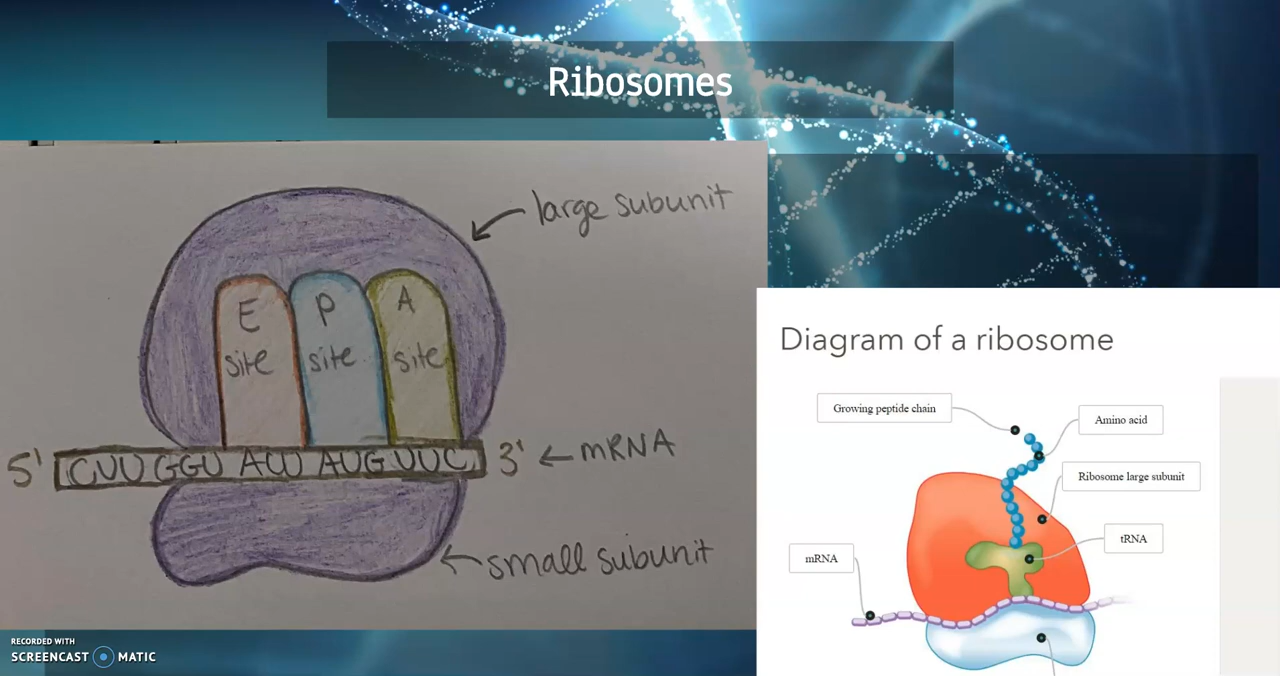 Ribosomes
large subunit
E
site
P
site
A
site
5' CUU GGU ACU AUG UUC 3' ← mRNA
small subunit
Diagram of a ribosome
Growing peptide chain
Amino acid
Ribosome large subunit
tRNA
mRNA
RECORDED WITH
SCREENCAST MATIC